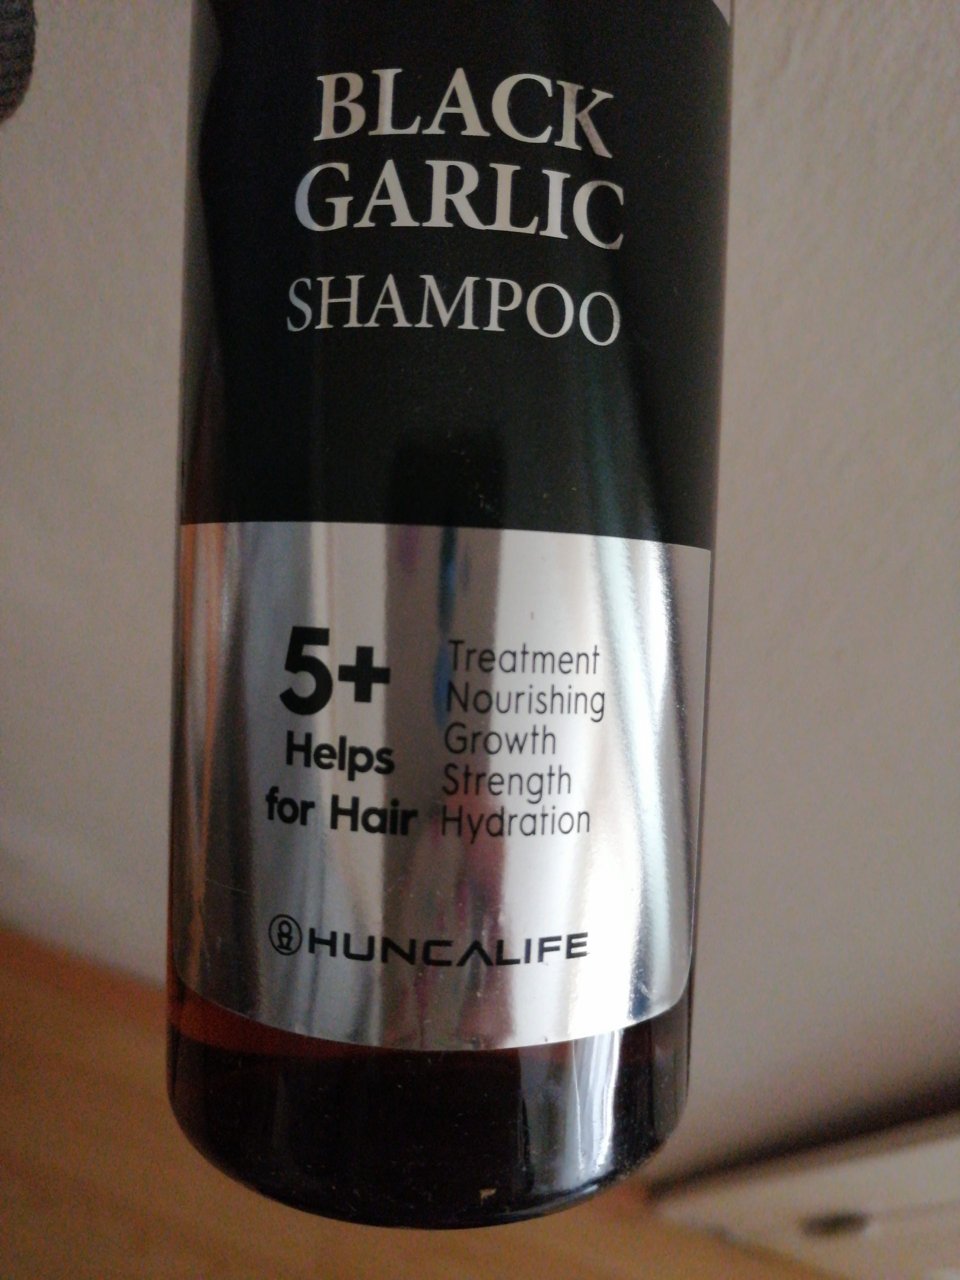 BLACK
GARLIC
SHAMPOO
5+
Helps
for Hair
Treatment
Nourishing
Growth
Strength
Hydration
HUNCALIFE